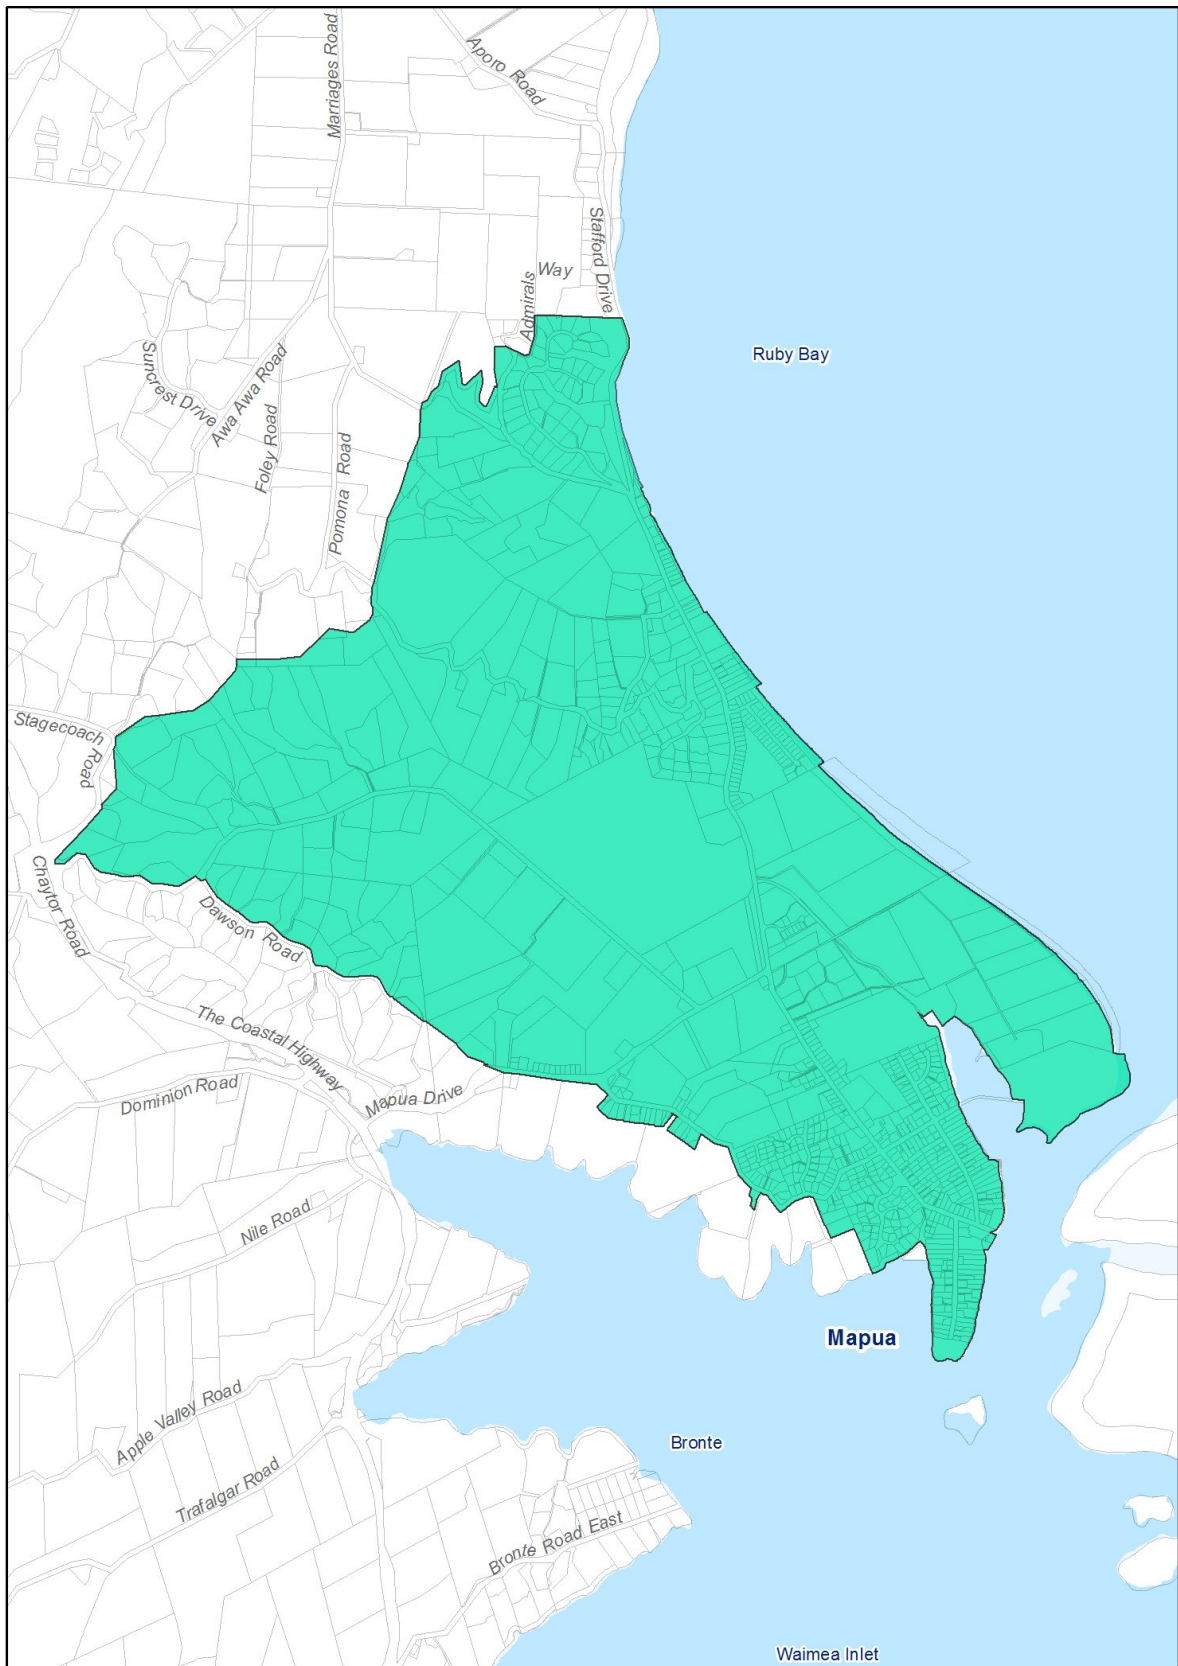 Marriages Road
Aporo Road
Stafford Drive
Admirals Way
Ruby Bay
Suncrest Drive
Awa Awa Road
Foley Road
Pomona Road
Stagecoach Road
Chaytor Road
Dawson Road
The Coastal Highway
Dominion Road
Mapua Drive
Nile Road
Mapua
Apple Valley Road
Bronte
Trafalgar Road
Bronte Road East
Waimea Inlet